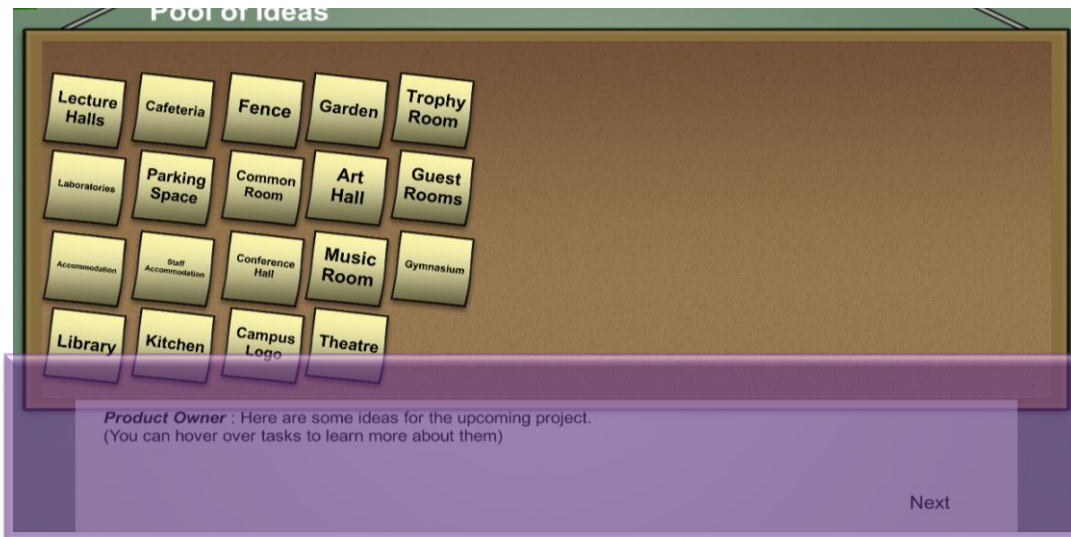 Pool of Ideas
Lecture
Halls
Cafeteria
Fence
Garden
Trophy
Room
Laboratories
Parking
Space
Common
Room
Art
Hall
Guest
Rooms
Accommodation
Staff
Accommodation
Conference
Hall
Music
Room
Gymnasium
Library
Kitchen
Campus
Logo
Theatre
Product Owner : Here are some ideas for the upcoming project.
(You can hover over tasks to learn more about them)
Next